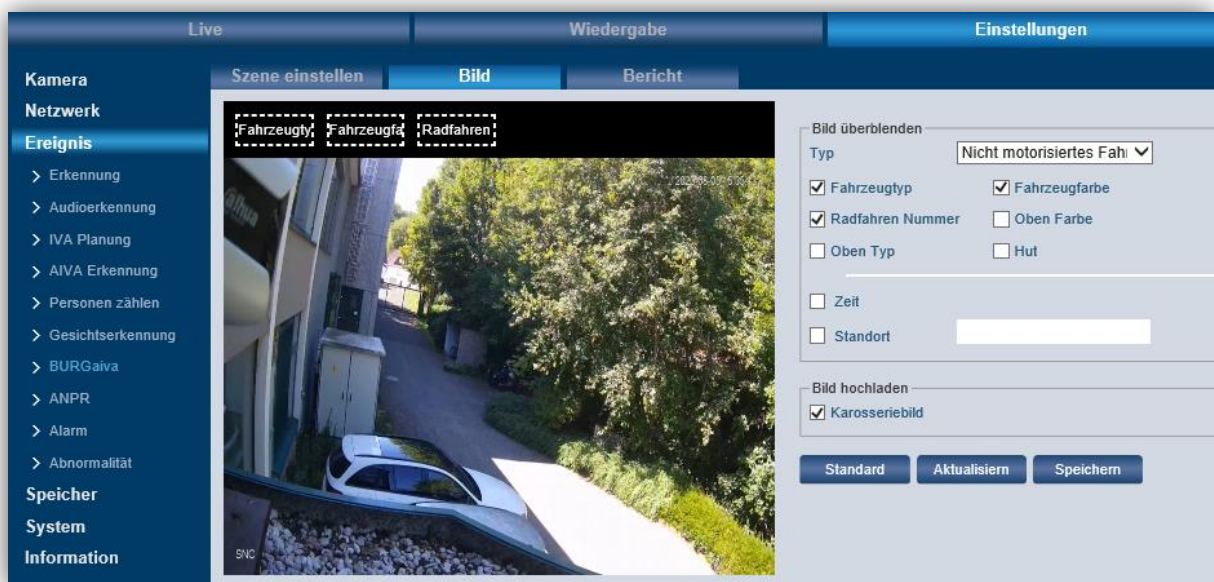 Live Wiedergabe Einstellungen
Kamera
Netzwerk
Ereignis
Erkennung
Audioerkennung
IVA Planung
AIVA Erkennung
Personen zählen
Gesichtserkennung
BURGaiva
ANPR
Alarm
Abnormalität
Speicher
System
Information
Szene einstellen Bild Bericht
Fahrzeugty Fahrzeugfa Radfahren
alhua
SNC
Bild überblenden
Typ Nicht motorisiertes Fah
Fahrzeugtyp Fahrzeugfarbe
Radfahren Nummer Oben Farbe
Oben Typ Hut
Zeit
Standort
Bild hochladen
Karosseriebild
Standard Aktualisiern Speichern